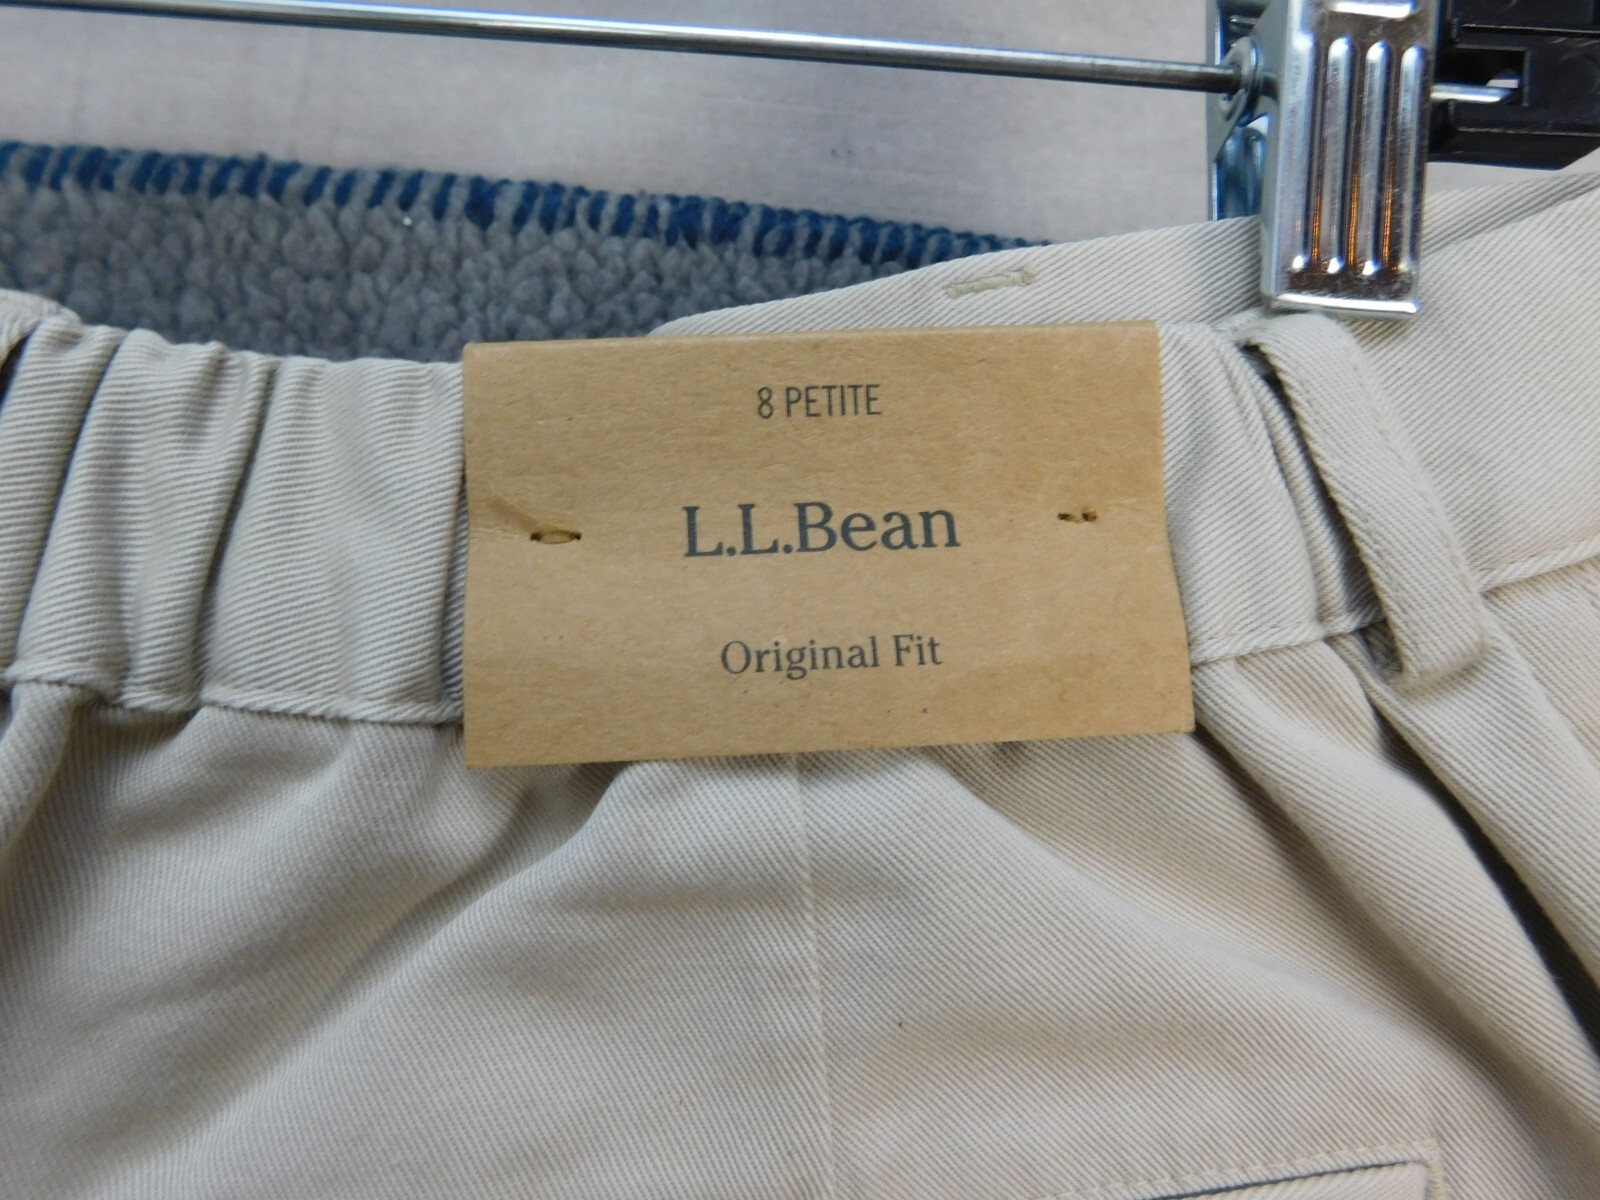 8 PETITE
L.L.Bean
Original Fit